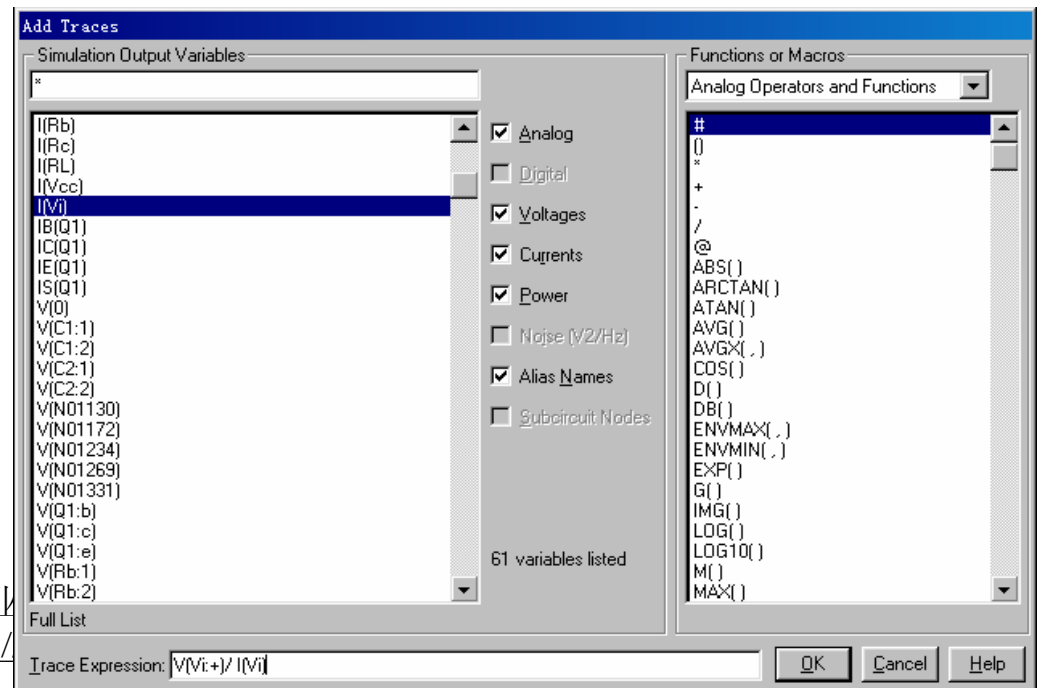 Add Traces
Simulation Output Variables
*
I(Rb)
I(Rc)
I(RL)
I(Vcc)
I(Vi)
IB(Q1)
IC(Q1)
IE(Q1)
IS(Q1)
V(0)
V(C1:1)
V(C1:2)
V(C2:1)
V(C2:2)
V(N01130)
V(N01172)
V(N01234)
V(N01269)
V(N01331)
V(Q1:b)
V(Q1:c)
V(Q1:e)
V(Rb:1)
V(Rb:2)
Full List
Analog
Digital
Voltages
Currents
Power
Noise (V2/Hz)
Alias Names
Subcircuit Nodes
61 variables listed
Functions or Macros
Analog Operators and Functions
#
()
*
+
-
/
@
ABS( )
ARCTAN( )
ATAN( )
AVG( )
AVGX( , )
COS( )
D( )
DB( )
ENVMAX( , )
ENVMIN( , )
EXP( )
G( )
IMG( )
LOG( )
LOG10( )
M( )
MAX( )
Trace Expression: V(Vi:+)/ I(Vi)
OK Cancel Help